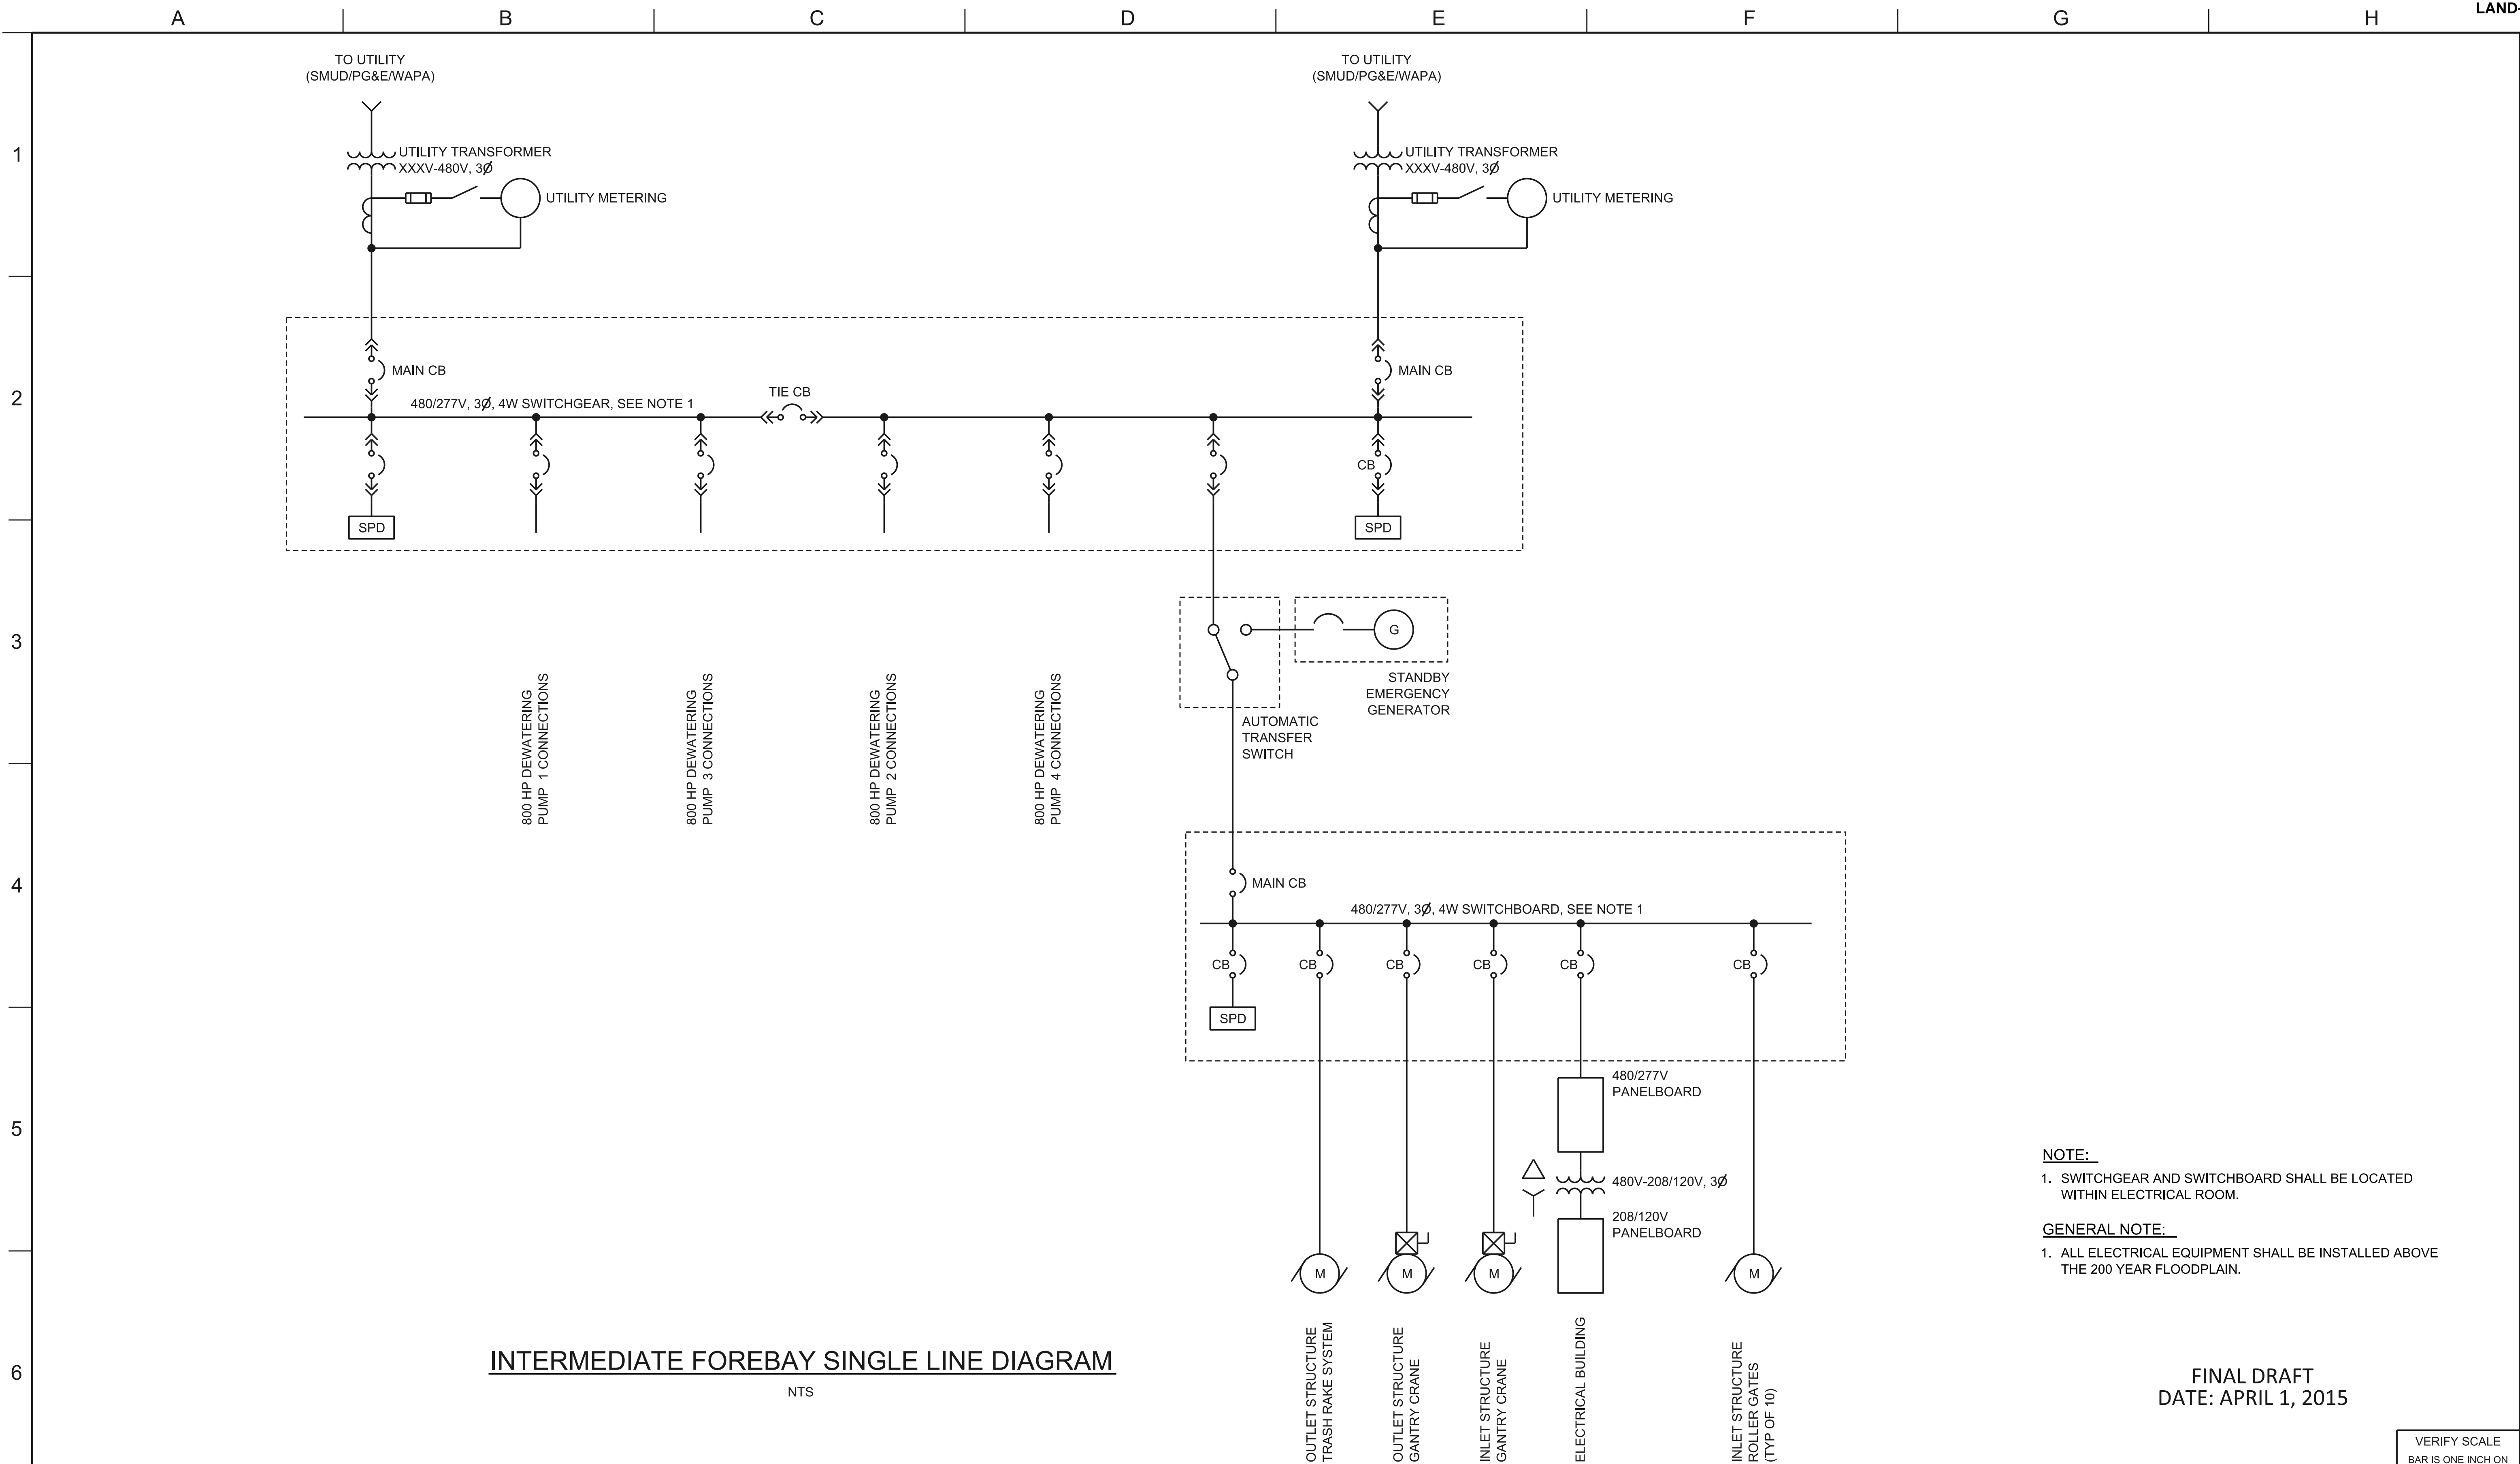 A B C D E F G H
LAND-
TO UTILITY
(SMUD/PG&E/WAPA)
TO UTILITY
(SMUD/PG&E/WAPA)
1
UTILITY TRANSFORMER
XXXV-480V, 3Ø
UTILITY METERING
UTILITY TRANSFORMER
XXXV-480V, 3Ø
UTILITY METERING
2
MAIN CB
480/277V, 3Ø, 4W SWITCHGEAR, SEE NOTE 1
TIE CB
MAIN CB
CB
SPD
SPD
3
G
STANDBY
EMERGENCY
GENERATOR
AUTOMATIC
TRANSFER
SWITCH
800 HP DEWATERING
PUMP 1 CONNECTIONS
800 HP DEWATERING
PUMP 3 CONNECTIONS
800 HP DEWATERING
PUMP 2 CONNECTIONS
800 HP DEWATERING
PUMP 4 CONNECTIONS
4
MAIN CB
480/277V, 3Ø, 4W SWITCHBOARD, SEE NOTE 1
CB CB CB CB CB CB
SPD
5
480/277V
PANELBOARD
480V-208/120V, 3Ø
208/120V
PANELBOARD
M M M M
NOTE:
1. SWITCHGEAR AND SWITCHBOARD SHALL BE LOCATED
WITHIN ELECTRICAL ROOM.
GENERAL NOTE:
1. ALL ELECTRICAL EQUIPMENT SHALL BE INSTALLED ABOVE
THE 200 YEAR FLOODPLAIN.
6
INTERMEDIATE FOREBAY SINGLE LINE DIAGRAM
NTS
OUTLET STRUCTURE
TRASH RAKE SYSTEM
OUTLET STRUCTURE
GANTRY CRANE
INLET STRUCTURE
GANTRY CRANE
ELECTRICAL BUILDING
INLET STRUCTURE
ROLLER GATES
(TYP OF 10)
FINAL DRAFT
DATE: APRIL 1, 2015
VERIFY SCALE
BAR IS ONE INCH ON